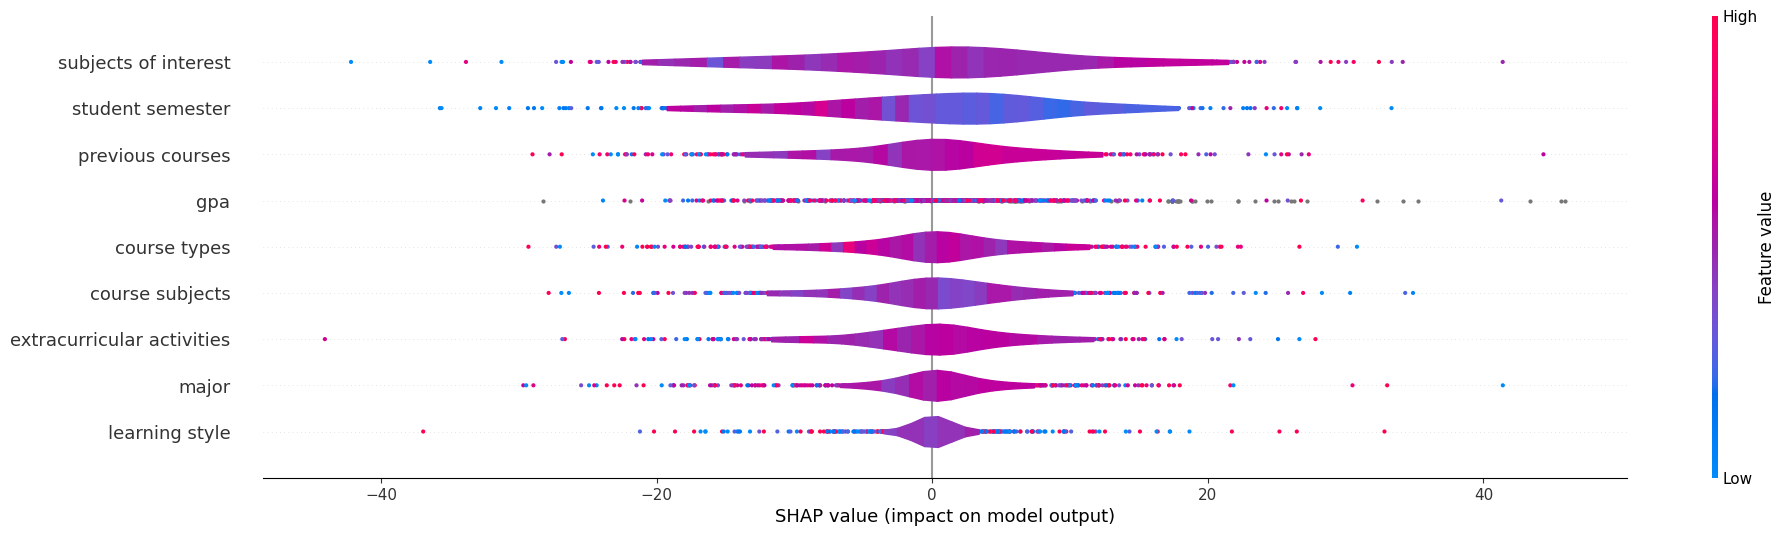 High
subjects of interest
student semester
previous courses
gpa
course types
course subjects
extracurricular activities
major
learning style
Feature value
Low
−40
−20
0
20
40
SHAP value (impact on model output)